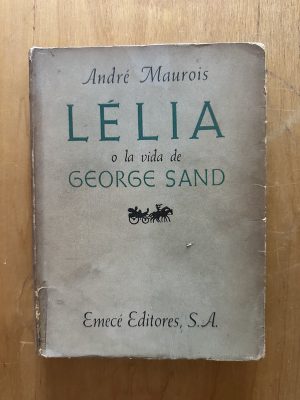 André Maurois
LÉLIA
o la vida de
GEORGE SAND
Emecé Editores, S.A.